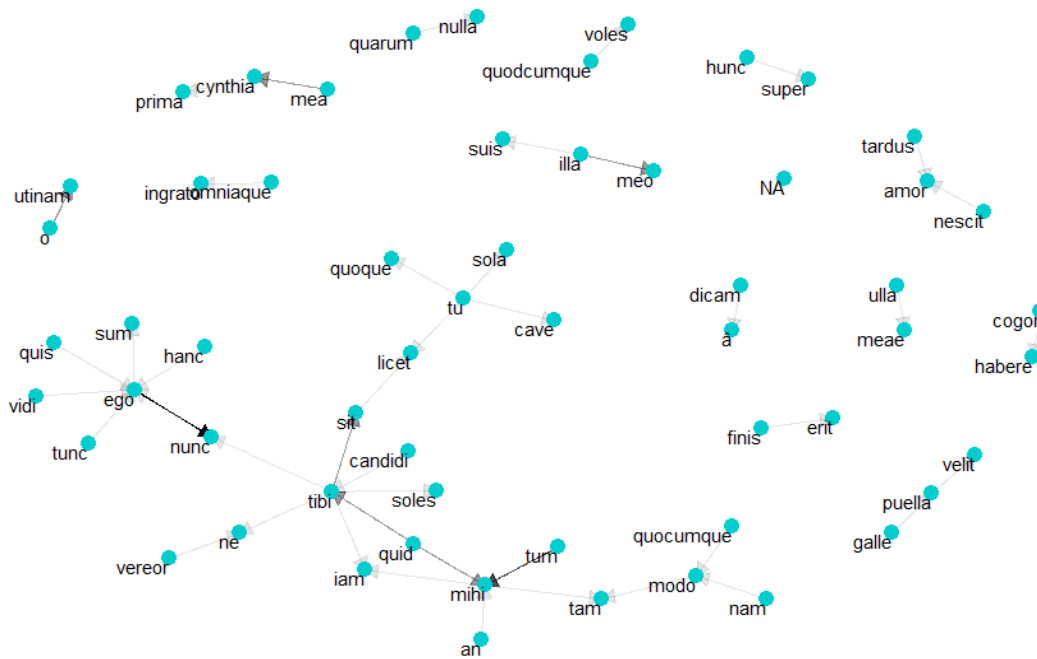 nulla
quarum
voles
quodcumque
hunc
super
cynthia
prima
mea
suis
illa
meo
NA
tardus
amor
nescit
utinam
o
ingrato
omniaque
quoque
sola
tu
cave
licet
dicam
â
ulla
meae
cogor
habere
sum
quis
hanc
vidi
ego
tunc
nunc
sit
candidi
tibi
soles
finis
erit
velit
puella
galle
ne
vereor
quid
iam
tum
mihi
quocumque
modo
tam
nam
an